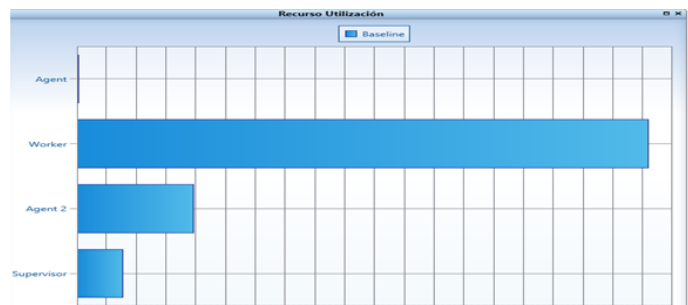 Recurso Utilización
Baseline
Agent
Worker
Agent 2
Supervisor